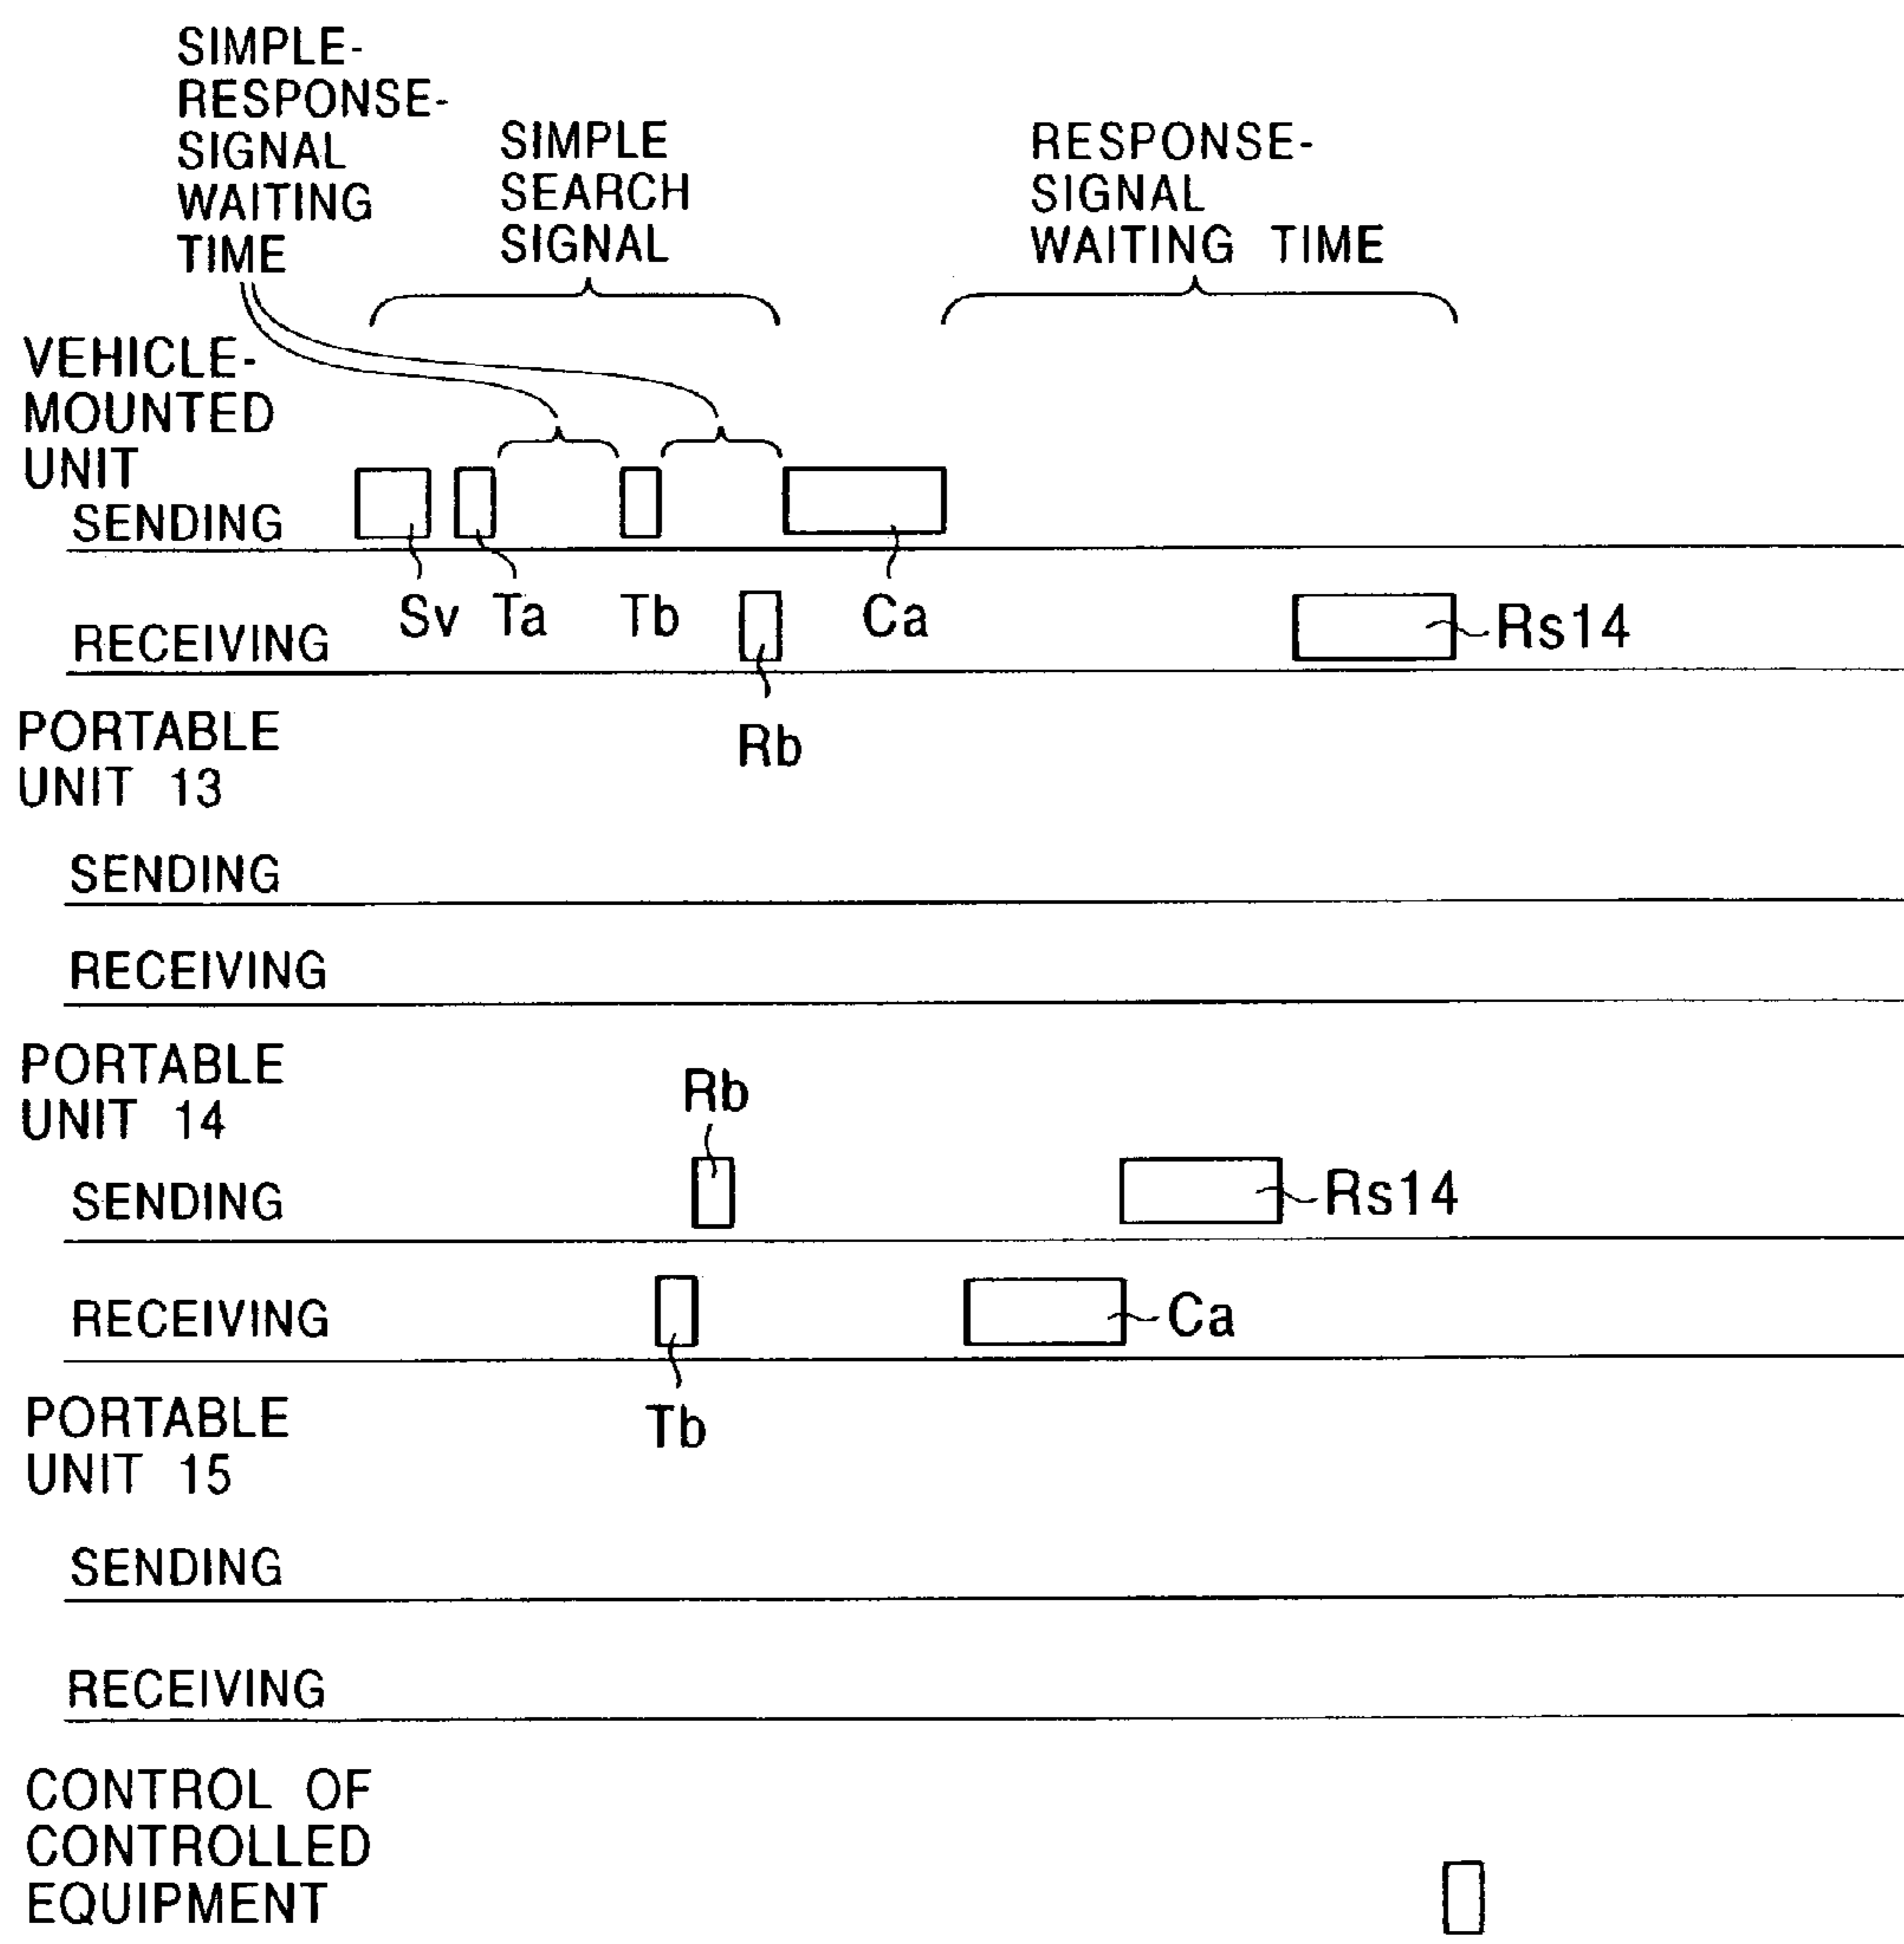 SIMPLE-
RESPONSE-
SIGNAL
WAITING
TIME
SIMPLE
SEARCH
SIGNAL
RESPONSE-
SIGNAL
WAITING TIME
VEHICLE-
MOUNTED
UNIT
SENDING
Sv
Ta
Tb
Ca
RECEIVING
Rs14
Rb
PORTABLE
UNIT 13
SENDING
RECEIVING
PORTABLE
UNIT 14
Rb
SENDING
Rs14
RECEIVING
Ca
Tb
PORTABLE
UNIT 15
SENDING
RECEIVING
CONTROL OF
CONTROLLED
EQUIPMENT